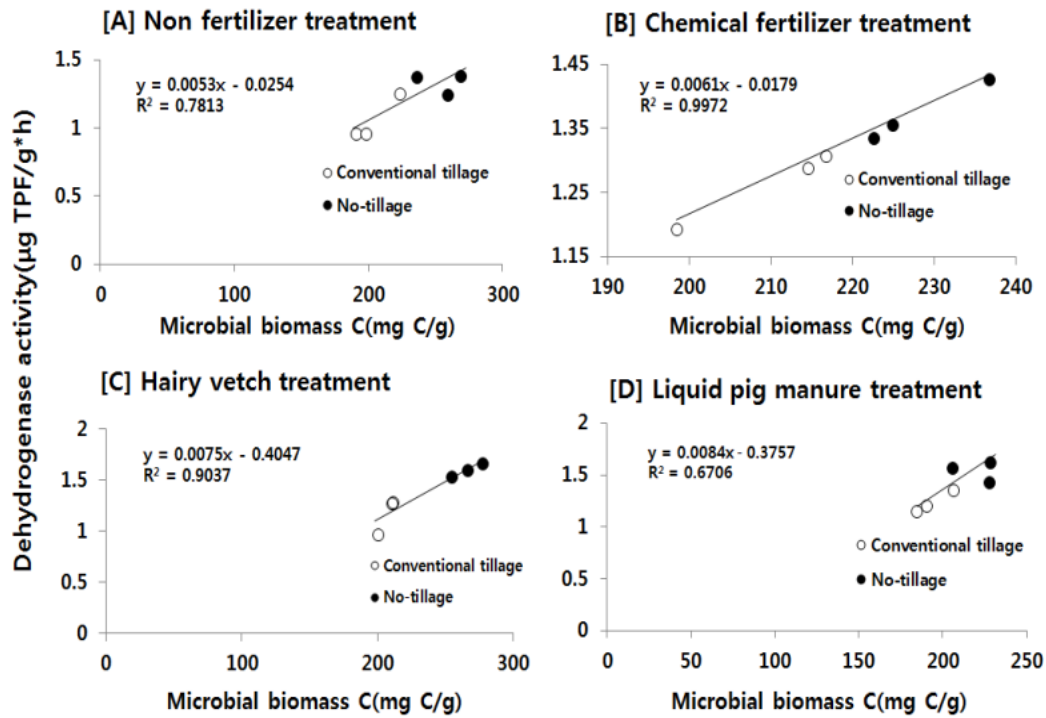 Dehydrogenase activity(μg TPF/g*h)
[A] Non fertilizer treatment
1.5
1
0.5
0
y = 0.0053x - 0.0254
R² = 0.7813
Conventional tillage
No-tillage
0 100 200 300
Microbial biomass C(mg C/g)
[B] Chemical fertilizer treatment
1.45
1.35
1.25
1.15
y = 0.0061x - 0.0179
R² = 0.9972
Conventional tillage
No-tillage
190 200 210 220 230 240
Microbial biomass C(mg C/g)
[C] Hairy vetch treatment
2
1.5
1
0.5
0
y = 0.0075x - 0.4047
R² = 0.9037
Conventional tillage
No-tillage
0 100 200 300
Microbial biomass C(mg C/g)
[D] Liquid pig manure treatment
2
1.5
1
0.5
0
y = 0.0084x - 0.3757
R² = 0.6706
Conventional tillage
No-tillage
0 50 100 150 200 250
Microbial biomass C(mg C/g)